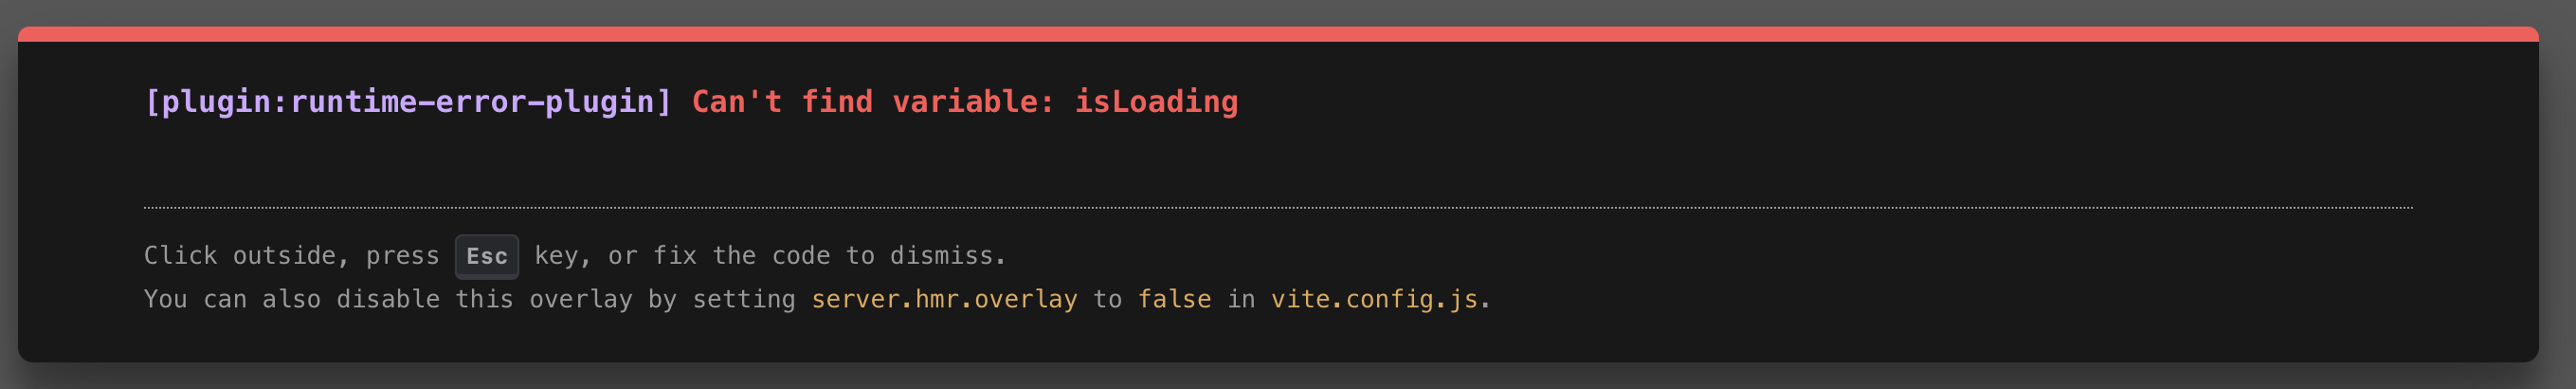 [plugin:runtime-error-plugin] Can't find variable: isLoading
Click outside, press Esc key, or fix the code to dismiss.
You can also disable this overlay by setting server.hmr.overlay to false in vite.config.js.